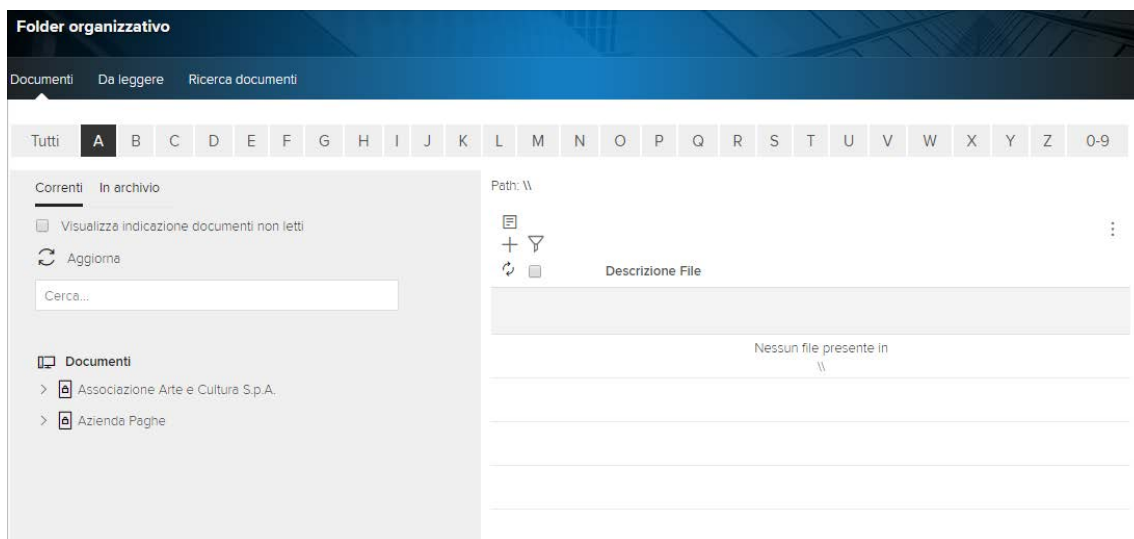 Folder organizzativo
Documenti Da leggere Ricerca documenti
Tutti A B C D E F G H I J K L M N O P Q R S T U V W X Y Z 0-9
Correnti In archivio
Visualizza indicazione documenti non letti
Aggiorna
Cerca...
Documenti
Associazione Arte e Cultura S.p.A.
Azienda Paghe
Path: \\
Descrizione File
Nessun file presente in
\\